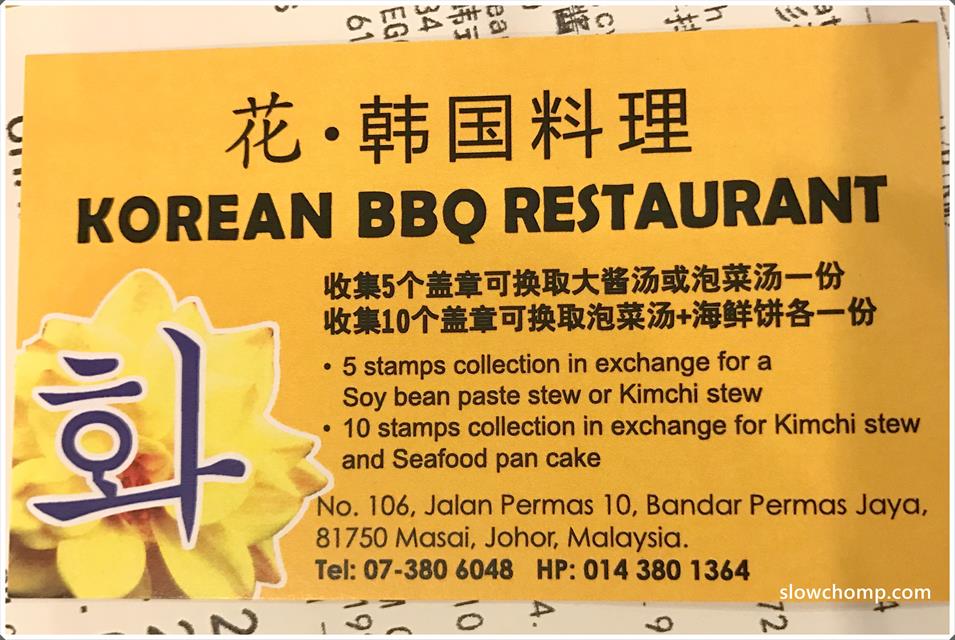 花·韩国料理
KOREAN BBQ RESTAURANT
收集5个盖章可换取大酱汤或泡菜汤一份
收集10个盖章可换取泡菜汤+海鲜饼各一份
• 5 stamps collection in exchange for a
Soy bean paste stew or Kimchi stew
• 10 stamps collection in exchange for Kimchi stew
and Seafood pan cake
화
No. 106, Jalan Permas 10, Bandar Permas Jaya,
81750 Masai, Johor, Malaysia.
Tel: 07-380 6048 HP: 014 380 1364
slowchomp.com